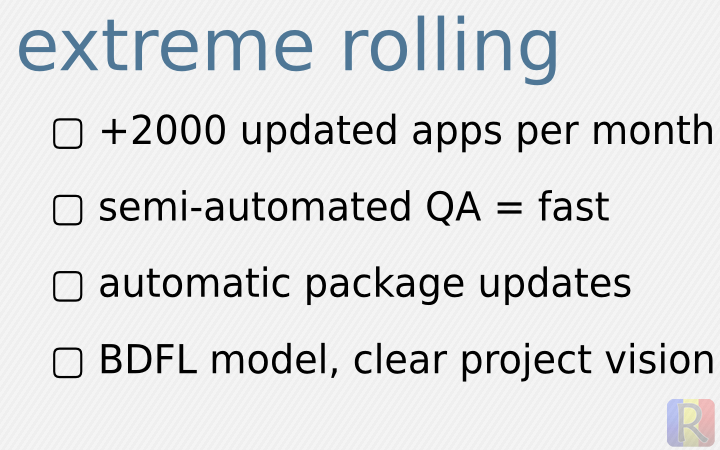 extreme rolling
+2000 updated apps per month
semi-automated QA = fast
automatic package updates
BDFL model, clear project vision
R